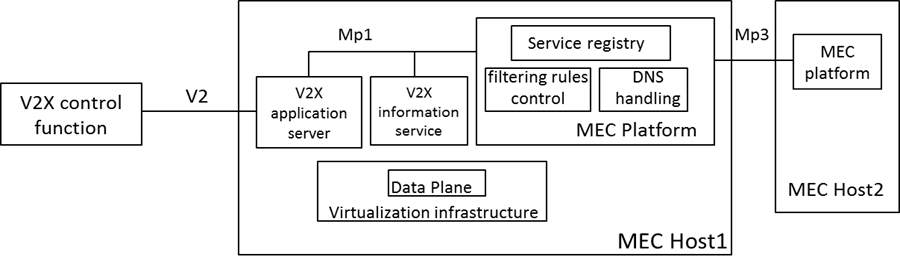 V2X control
function
V2
Mp1
V2X
application
server
V2X
information
service
Service registry
filtering rules
control
DNS
handling
MEC Platform
Data Plane
Virtualization infrastructure
MEC Host1
Mp3
MEC
platform
MEC Host2